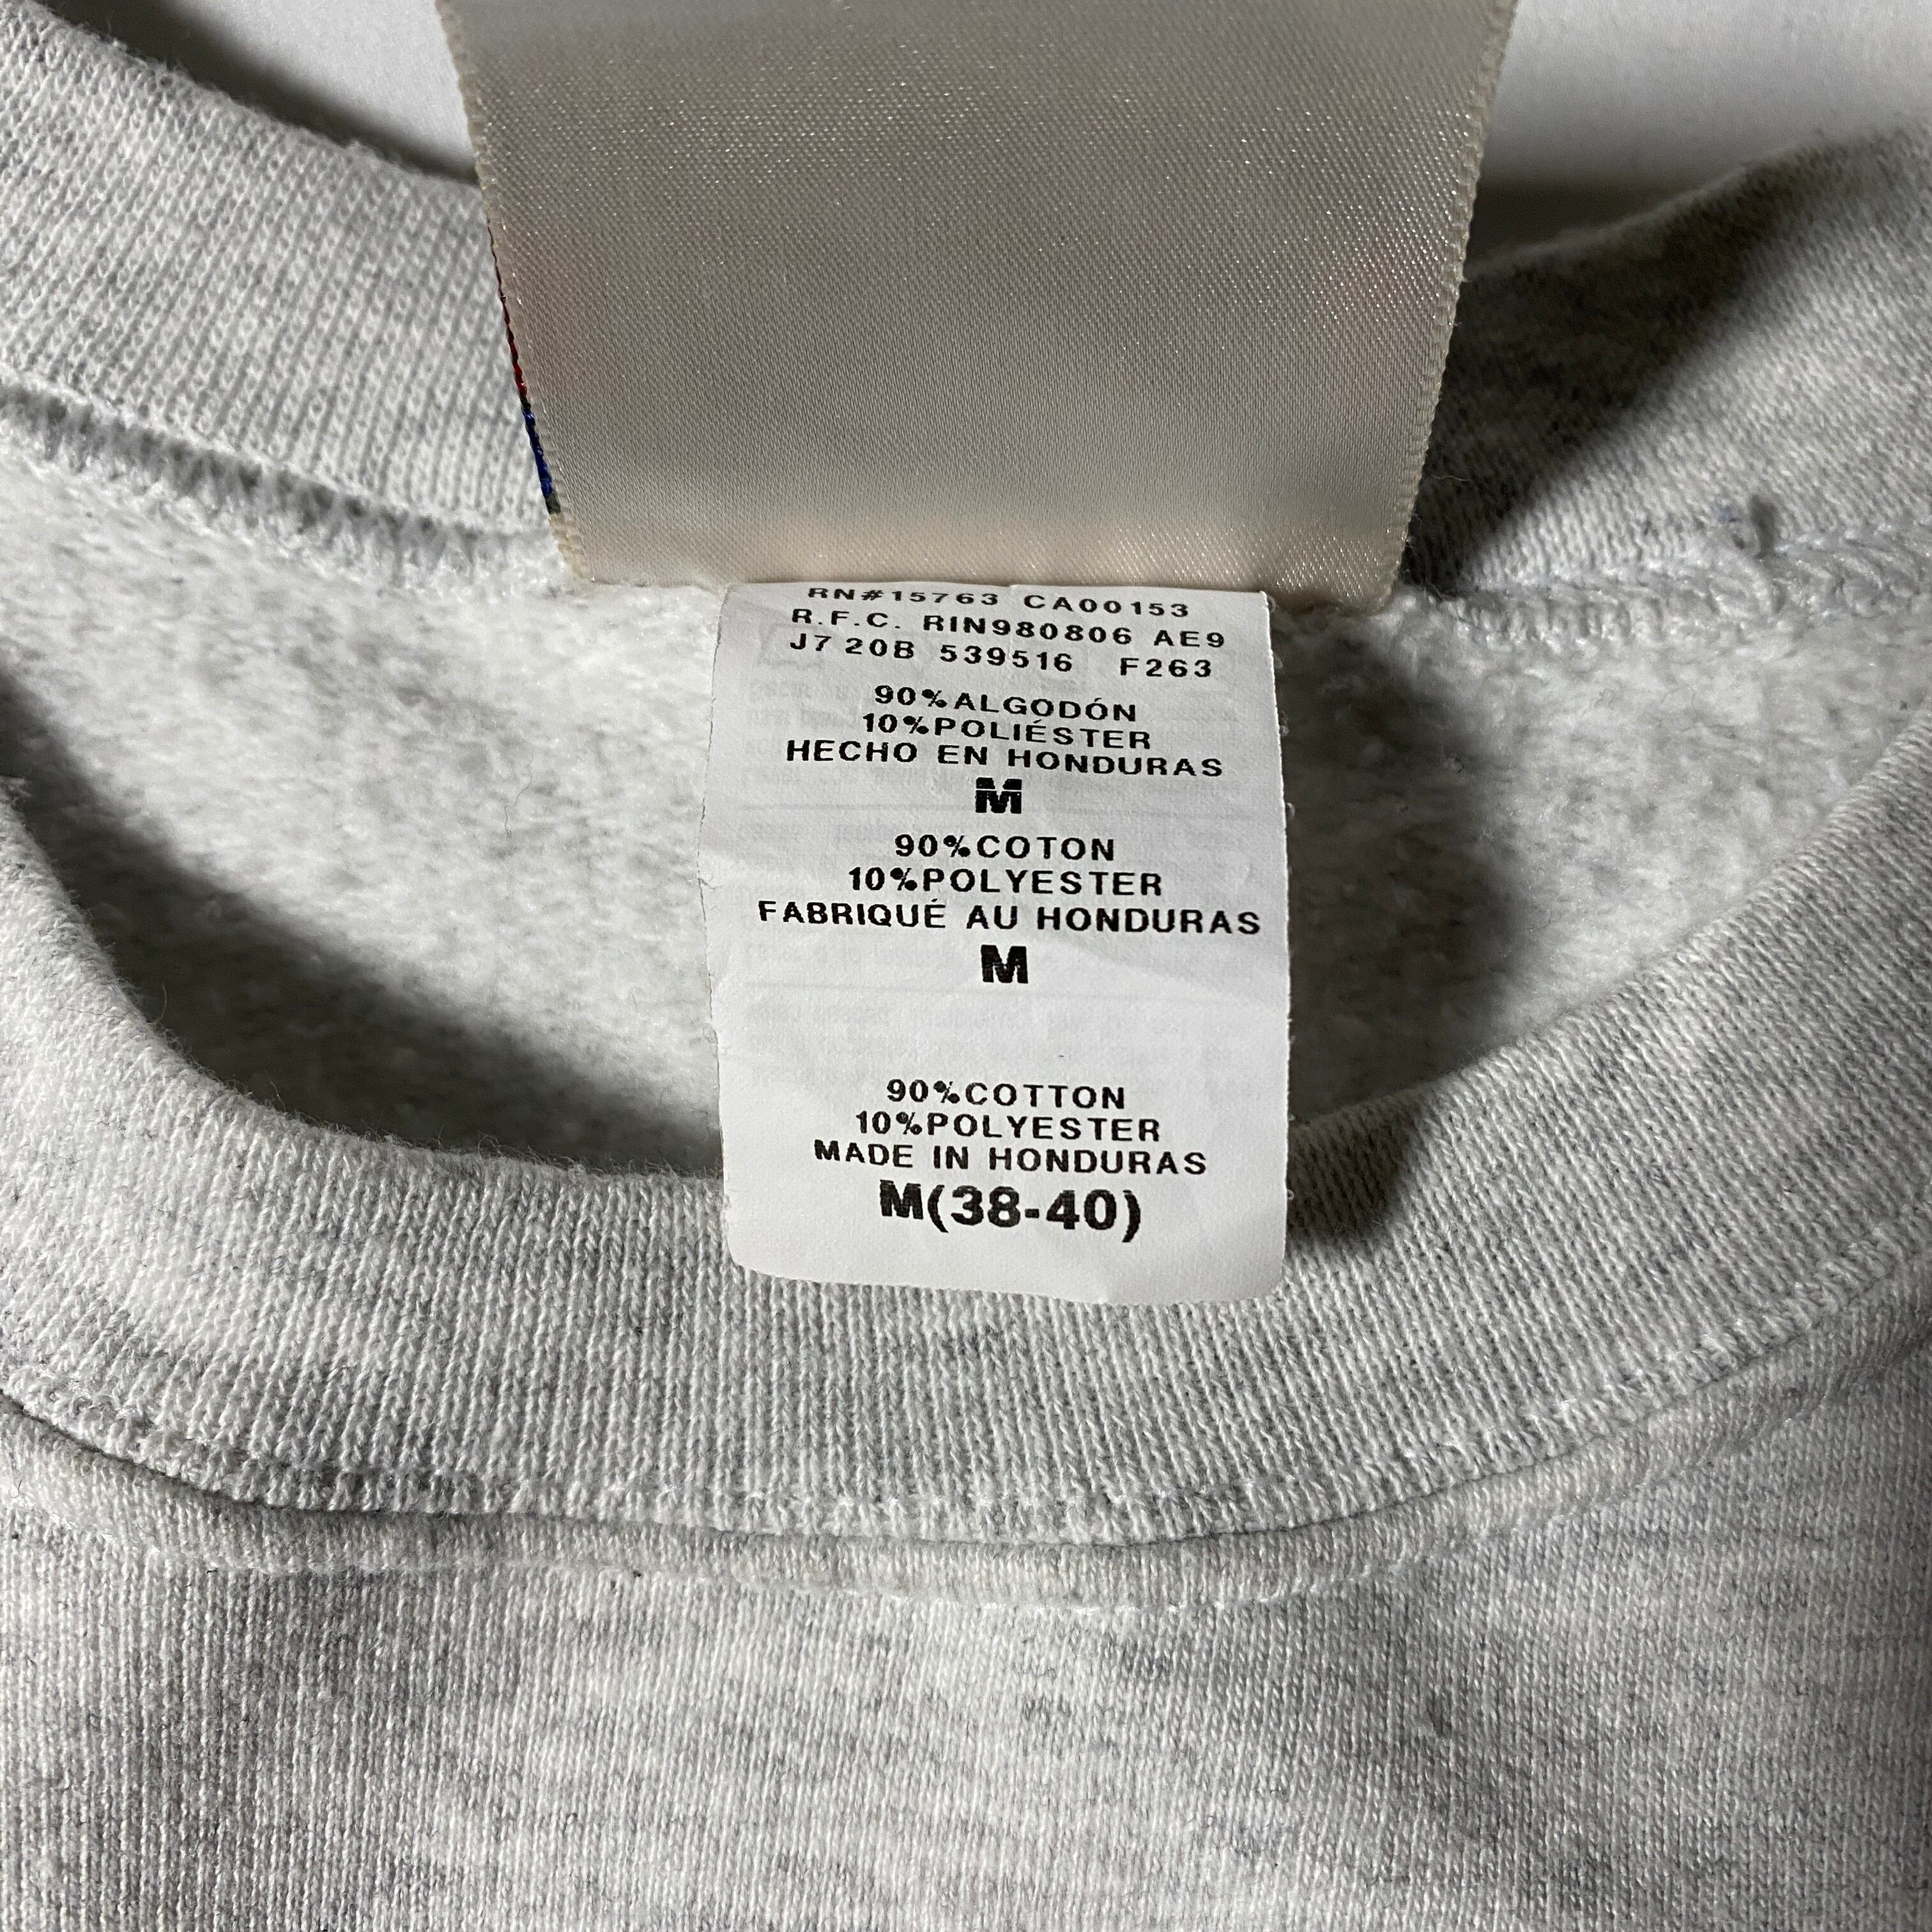 RN#15763 CA00153
R.F.C. RIN980806 AE9
J7 20B 539516 F263
90%ALGODÓN
10%POLIÉSTER
HECHO EN HONDURAS
M
90%COTON
10%POLYESTER
FABRIQUÉ AU HONDURAS
M
90%COTTON
10%POLYESTER
MADE IN HONDURAS
M(38-40)